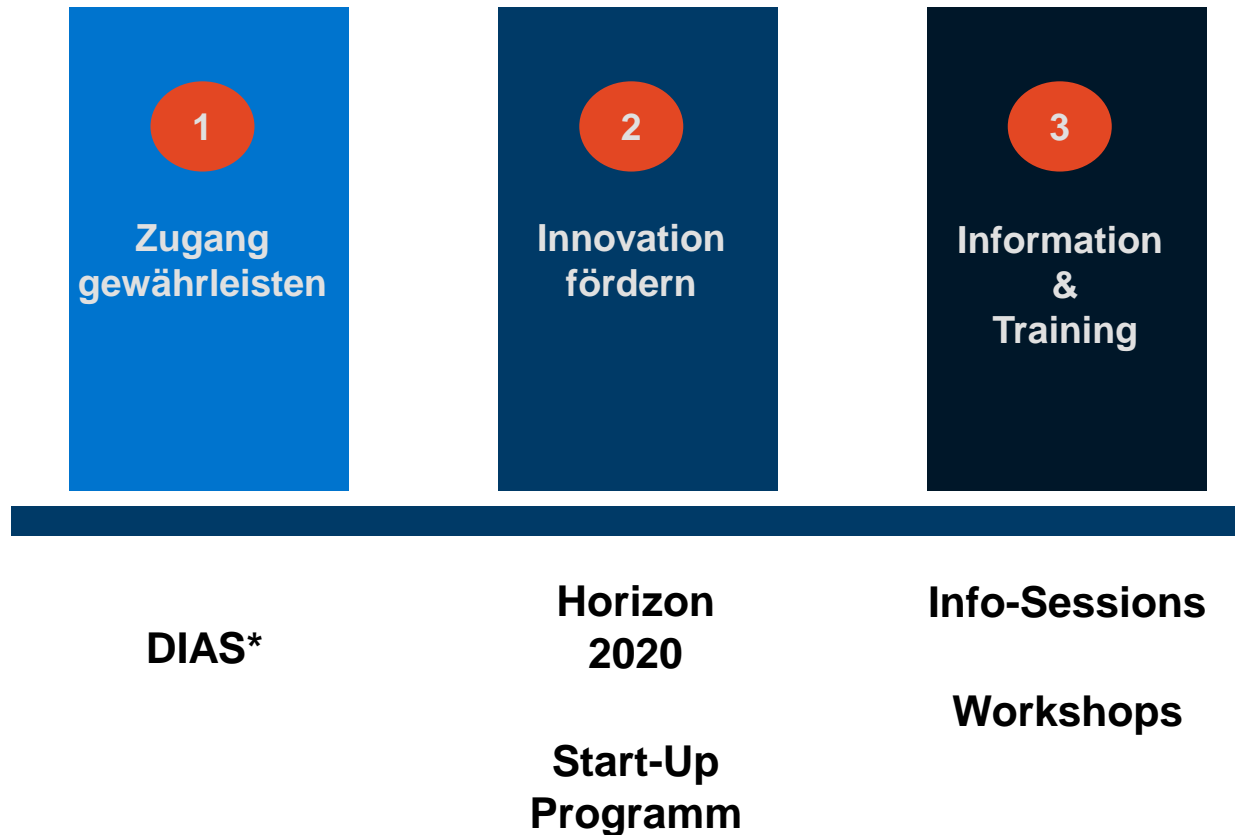 1
Zugang
gewährleisten
2
Innovation
fördern
3
Information
&
Training
DIAS*
Horizon
2020
Start-Up
Programm
Info-Sessions
Workshops